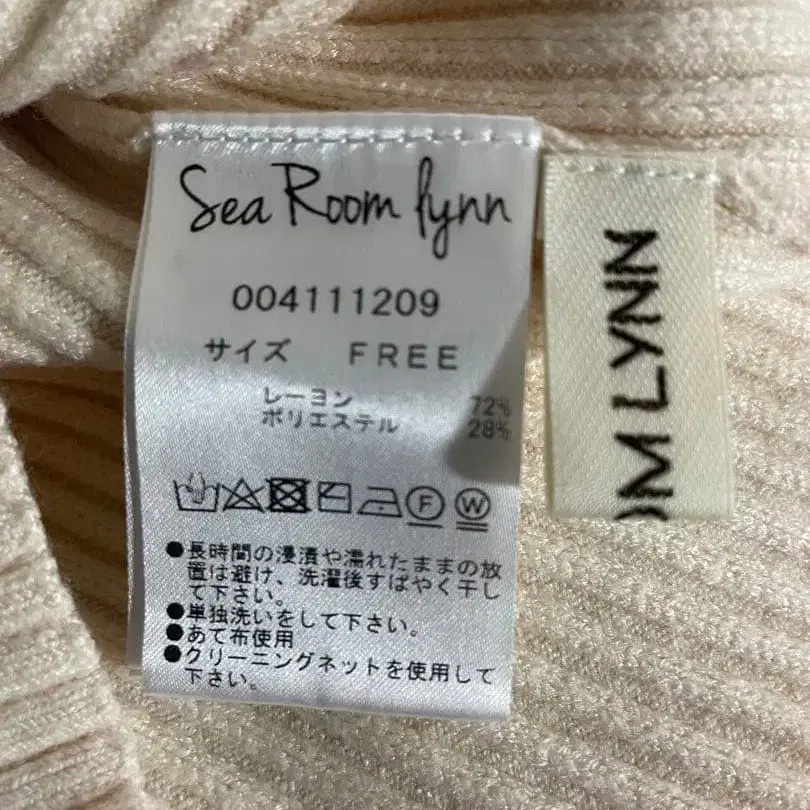 Sea Room lynn
004111209
サイズ FREE
レーヨン 72%
ポリエステル 28%
F W
●長時間の浸漬や濡れたままの放
置は避け、洗濯後すばやく干し
て下さい。
●単独洗いをして下さい。
●あて布使用
●クリーニングネットを使用して
下さい。
OM LYNN